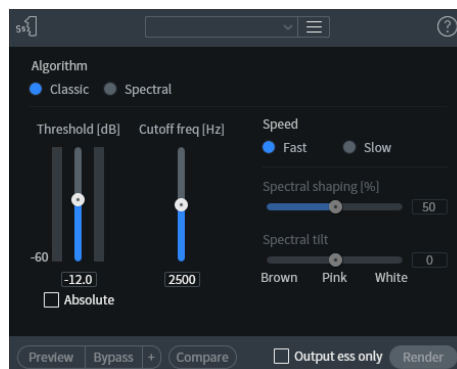 Ss
?
Algorithm
Classic Spectral
Threshold [dB] Cutoff freq [Hz] Speed
Fast Slow
Spectral shaping [%]
50
Spectral tilt
-60 0
-12.0 2500 Brown Pink White
Absolute
Preview Bypass + Compare Output ess only Render